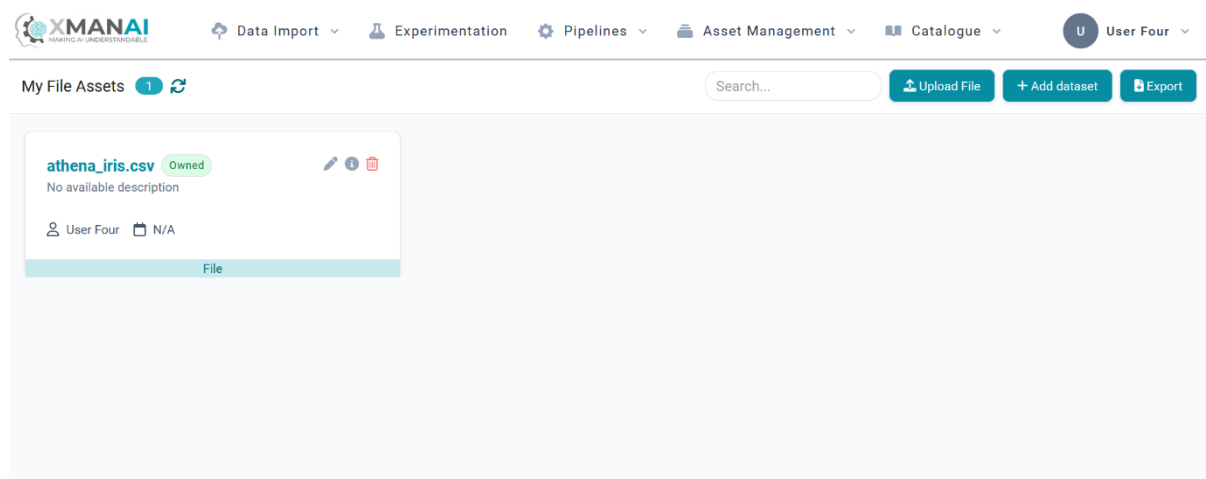 XMANAI
MAKING AI UNDERSTANDABLE
Data Import
Experimentation
Pipelines
Asset Management
Catalogue
U
User Four
My File Assets
1
Search...
Upload File
+ Add dataset
Export
athena_iris.csv
Owned
No available description
User Four
N/A
File